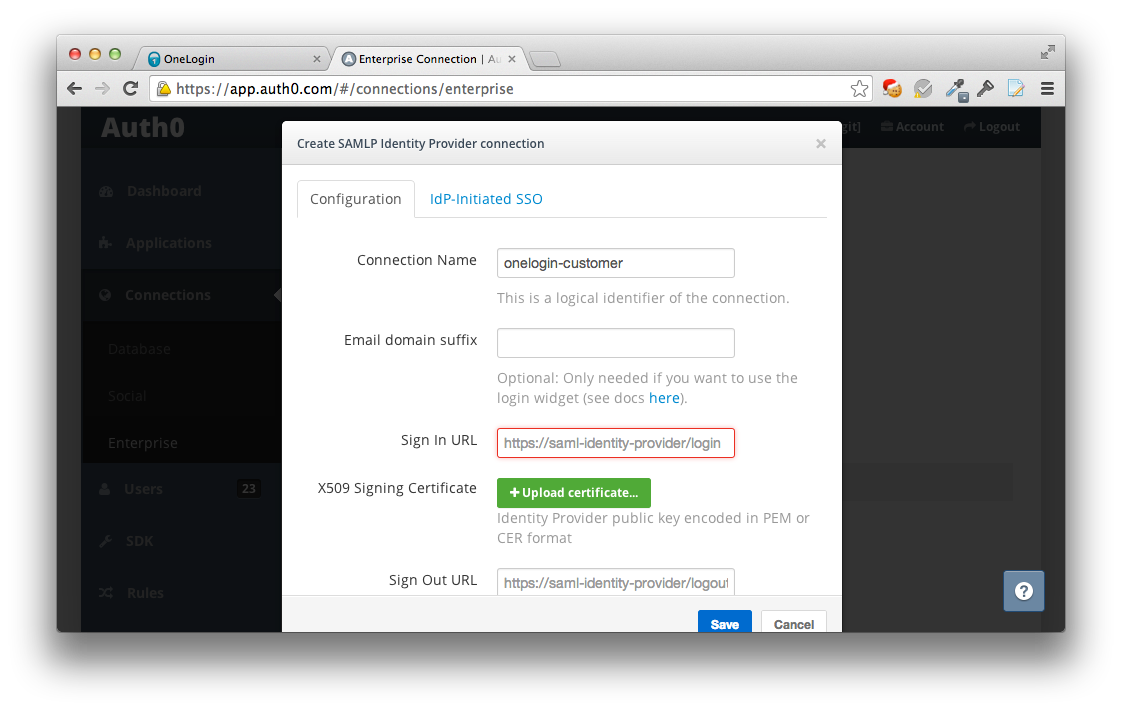 OneLogin
Enterprise Connection | Au
https://app.auth0.com/#/connections/enterprise
Auth0
git]
Account
Logout
Create SAMLP Identity Provider connection
Dashboard
Configuration
IdP-Initiated SSO
Applications
Connection Name
onelogin-customer
Connections
This is a logical identifier of the connection.
Email domain suffix
Database
Optional: Only needed if you want to use the
login widget (see docs here).
Social
Sign In URL
https://saml-identity-provider/login
Enterprise
X509 Signing Certificate
Upload certificate...
Users
23
Identity Provider public key encoded in PEM or
CER format
SDK
Sign Out URL
https://saml-identity-provider/logout
Rules
Save
Cancel